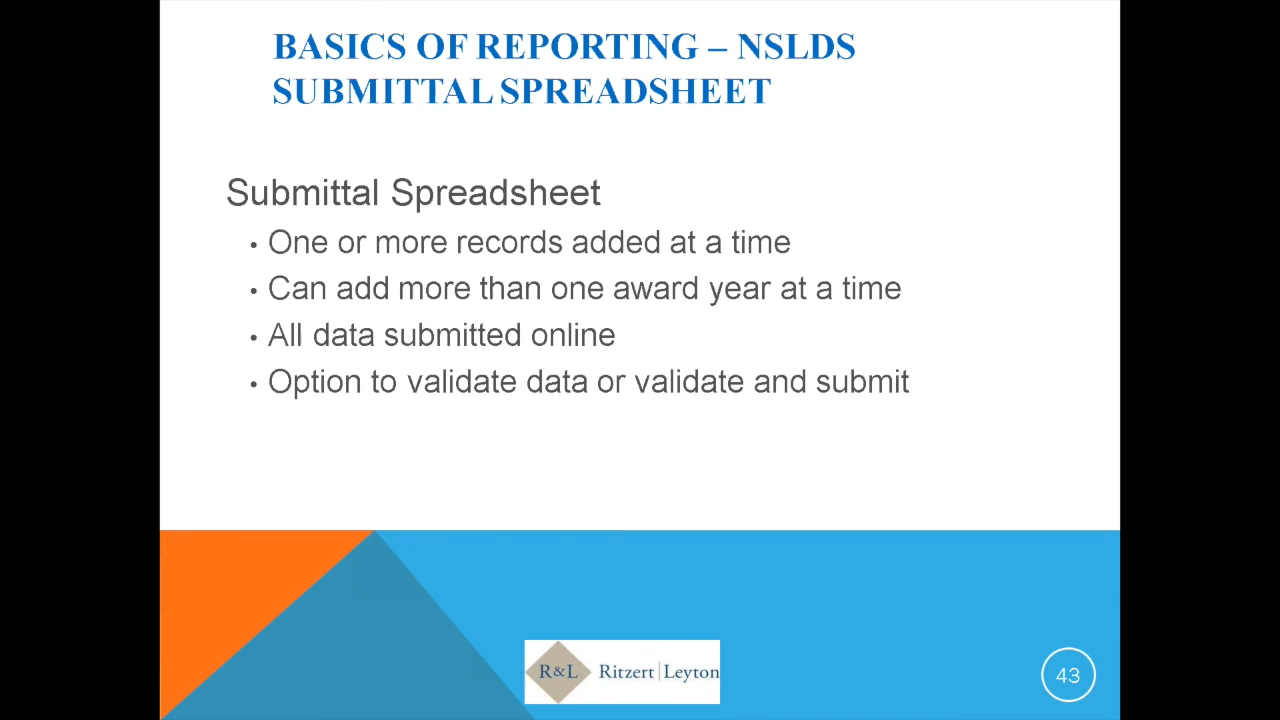 BASICS OF REPORTING – NSLDS
SUBMITTAL SPREADSHEET
Submittal Spreadsheet
• One or more records added at a time
• Can add more than one award year at a time
• All data submitted online
• Option to validate data or validate and submit
R&L Ritzert|Leyton
43